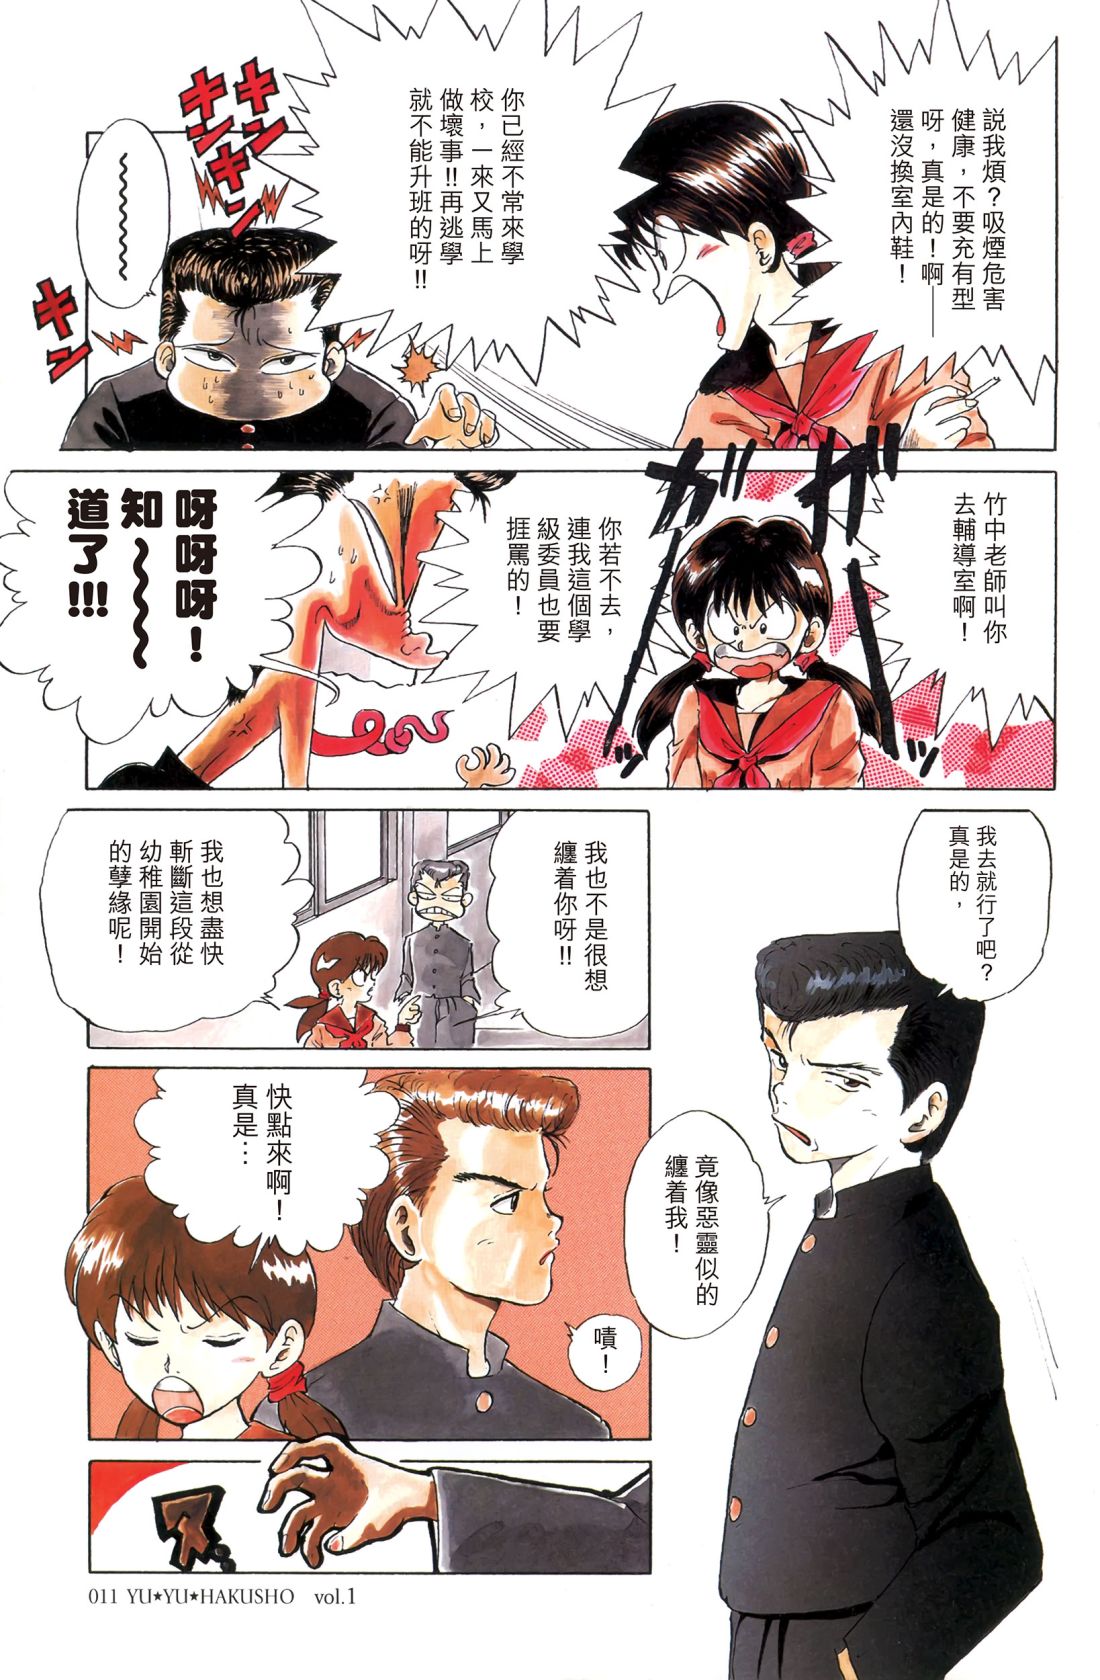 説我煩？吸煙危害
健康，不要充有型
呀，真是的！啊——
還沒換室內鞋！
你已經不常來學
校，一來又馬上
做壞事!!再逃學
就不能升班的呀!!
キン
キン
キン
キン
竹中老師叫你
去輔導室啊！
ガガ
你若不去，
連我這個學
級委員也要
捱罵的！
呀呀呀！
知～～～
道了!!!
我去就行了吧？
真是的，
竟像惡靈似的
纏着我！
我也不是很想
纏着你呀!!
我也想盡快
斬斷這段從
幼稚園開始
的孽緣呢！
快點來啊！
真是…
嘖！
ス…
011 YU★YU★HAKUSHO vol.1